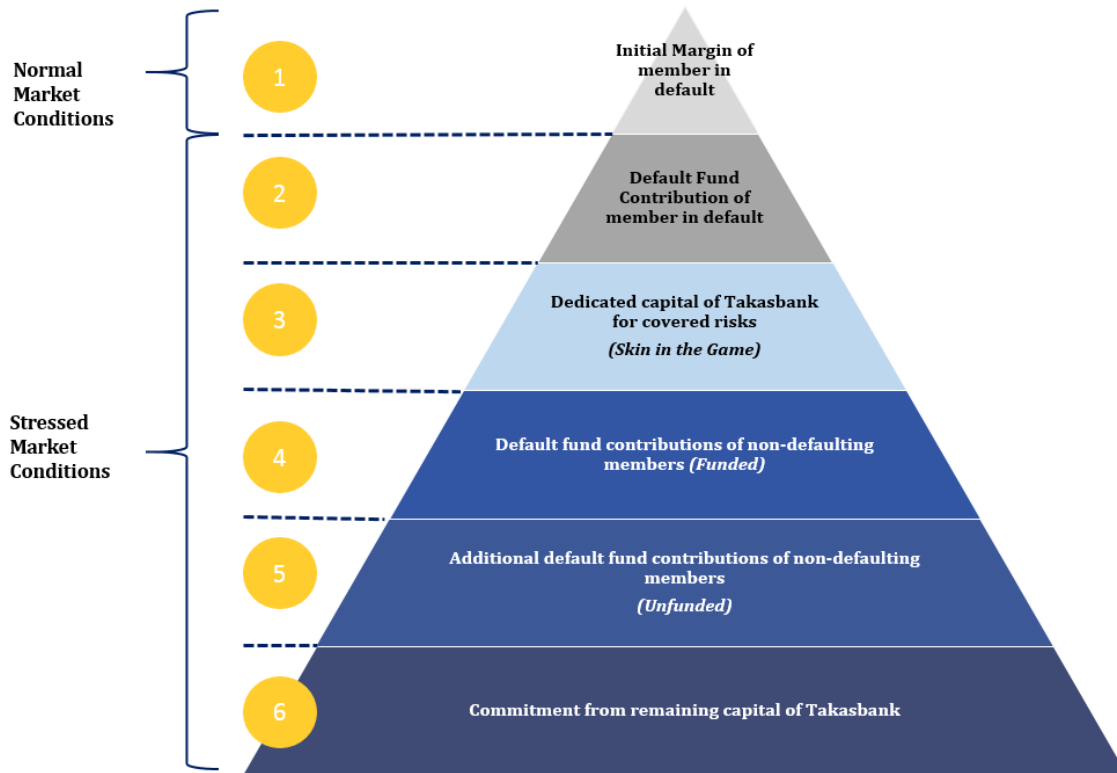 Normal
Market
Conditions
1
Initial Margin of
member in
default
2
Default Fund
Contribution of
member in default
3
Dedicated capital of Takasbank
for covered risks
(Skin in the Game)
Stressed
Market
Conditions
4
Default fund contributions of non-defaulting
members (Funded)
5
Additional default fund contributions of non-defaulting
members
(Unfunded)
6
Commitment from remaining capital of Takasbank